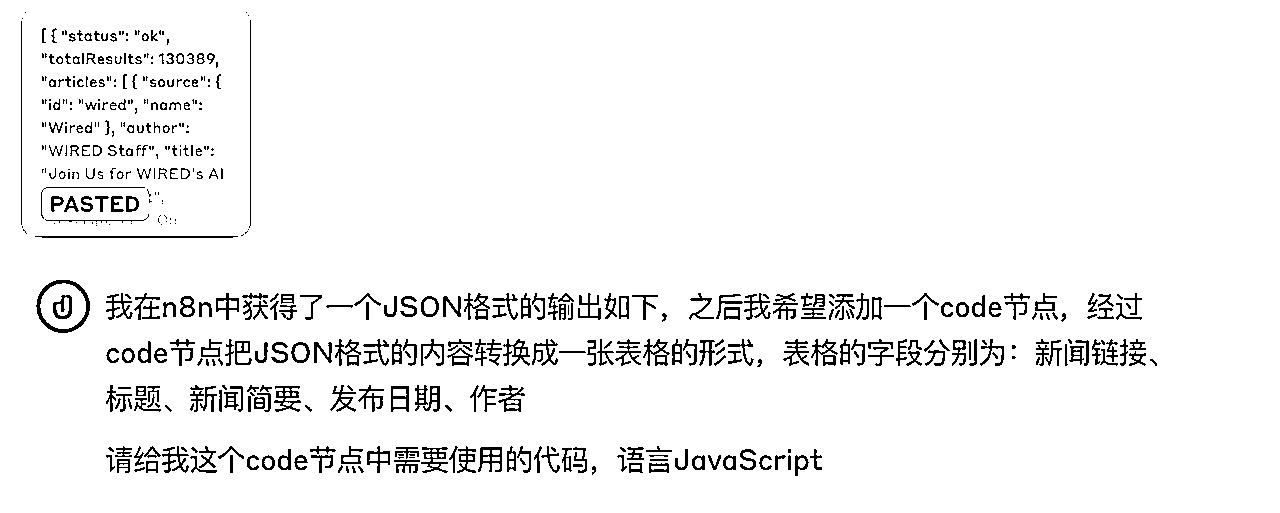 [ { "status": "ok",
"totalResults": 130389,
"articles": [ { "source": {
"id": "wired", "name":
"Wired" }, "author":
"WIRED Staff", "title":
"Join Us for WIRED's AI
PASTED
d 我在n8n中获得了一个JSON格式的输出如下，之后我希望添加一个code节点，经过
code节点把JSON格式的内容转换成一张表格的形式，表格的字段分别为：新闻链接、
标题、新闻简要、发布日期、作者
请给我这个code节点中需要使用的代码，语言JavaScript